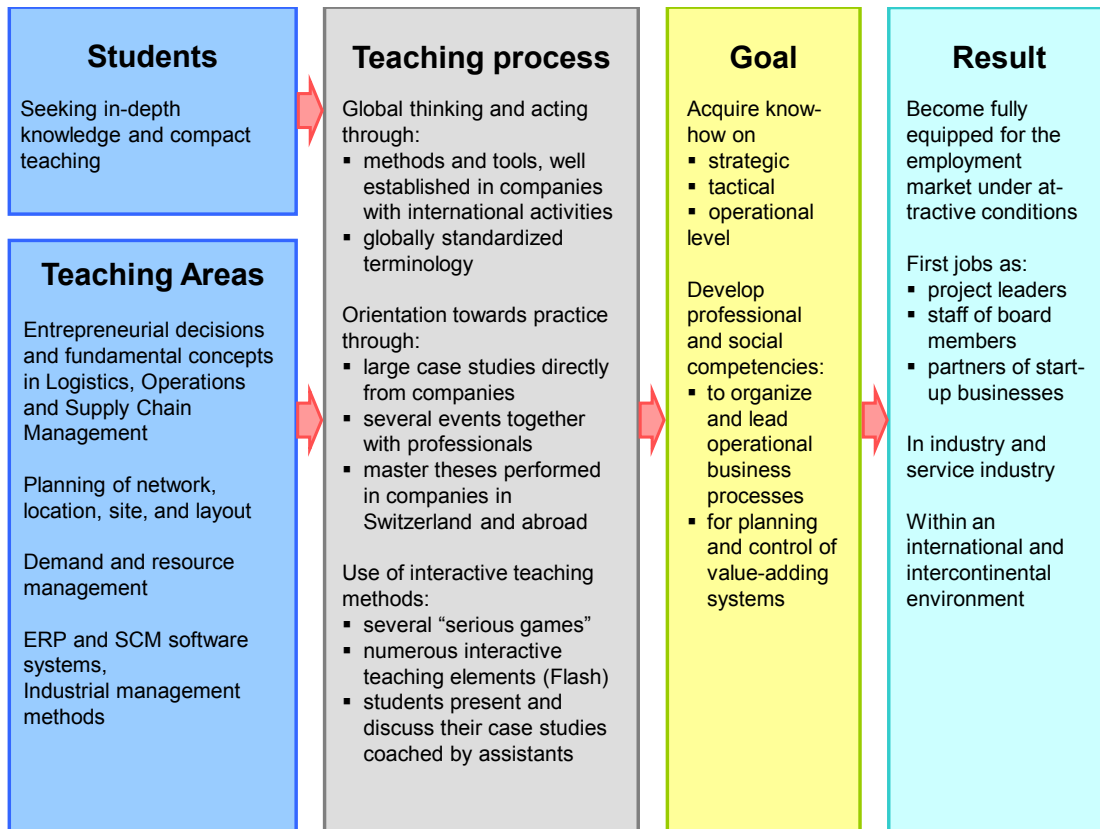 Students
Seeking in-depth
knowledge and compact
teaching
Teaching Areas
Entrepreneurial decisions
and fundamental concepts
in Logistics, Operations
and Supply Chain
Management
Planning of network,
location, site, and layout
Demand and resource
management
ERP and SCM software
systems,
Industrial management
methods
Teaching process
Global thinking and acting
through:
▪ methods and tools, well
established in companies
with international activities
▪ globally standardized
terminology
Orientation towards practice
through:
▪ large case studies directly
from companies
▪ several events together
with professionals
▪ master theses performed
in companies in
Switzerland and abroad
Use of interactive teaching
methods:
▪ several “serious games”
▪ numerous interactive
teaching elements (Flash)
▪ students present and
discuss their case studies
coached by assistants
Goal
Acquire know-
how on
▪ strategic
▪ tactical
▪ operational
level
Develop
professional
and social
competencies:
▪ to organize
and lead
operational
business
processes
▪ for planning
and control of
value-adding
systems
Result
Become fully
equipped for the
employment
market under at-
tractive conditions
First jobs as:
▪ project leaders
▪ staff of board
members
▪ partners of start-
up businesses
In industry and
service industry
Within an
international and
intercontinental
environment